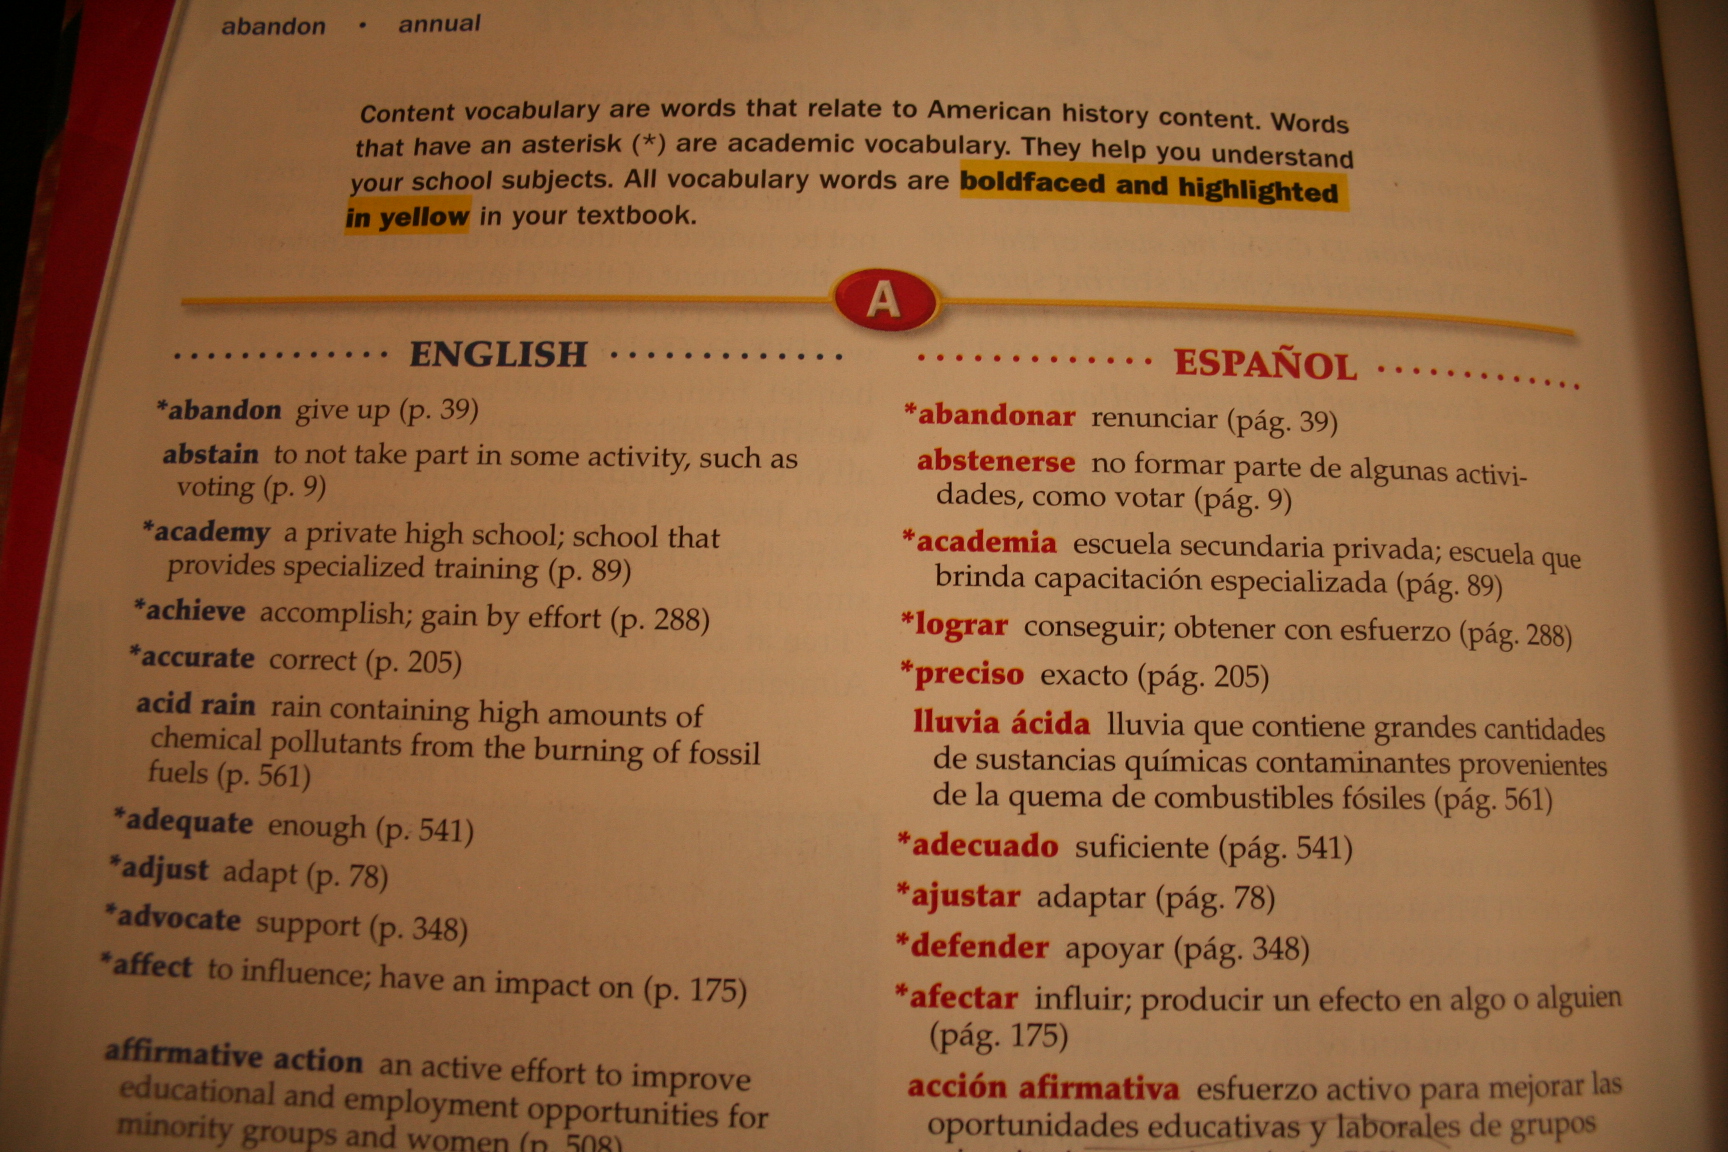 abandon • annual
Content vocabulary are words that relate to American history content. Words
that have an asterisk (*) are academic vocabulary. They help you understand
your school subjects. All vocabulary words are boldfaced and highlighted
in yellow in your textbook.
A
ENGLISH
*abandon give up (p. 39)
abstain to not take part in some activity, such as
voting (p. 9)
*academy a private high school; school that
provides specialized training (p. 89)
*achieve accomplish; gain by effort (p. 288)
*accurate correct (p. 205)
acid rain rain containing high amounts of
chemical pollutants from the burning of fossil
fuels (p. 561)
*adequate enough (p. 541)
*adjust adapt (p. 78)
*advocate support (p. 348)
*affect to influence; have an impact on (p. 175)
affirmative action an active effort to improve
educational and employment opportunities for
minority groups and women (p. 508)
ESPAÑOL
*abandonar renunciar (pág. 39)
abstenerse no formar parte de algunas activi-
dades, como votar (pág. 9)
*academia escuela secundaria privada; escuela que
brinda capacitación especializada (pág. 89)
*lograr conseguir; obtener con esfuerzo (pág. 288)
*preciso exacto (pág. 205)
lluvia ácida lluvia que contiene grandes cantidades
de sustancias químicas contaminantes provenientes
de la quema de combustibles fósiles (pág. 561)
*adecuado suficiente (pág. 541)
*ajustar adaptar (pág. 78)
*defender apoyar (pág. 348)
*afectar influir; producir un efecto en algo o alguien
(pág. 175)
acción afirmativa esfuerzo activo para mejorar las
oportunidades educativas y laborales de grupos